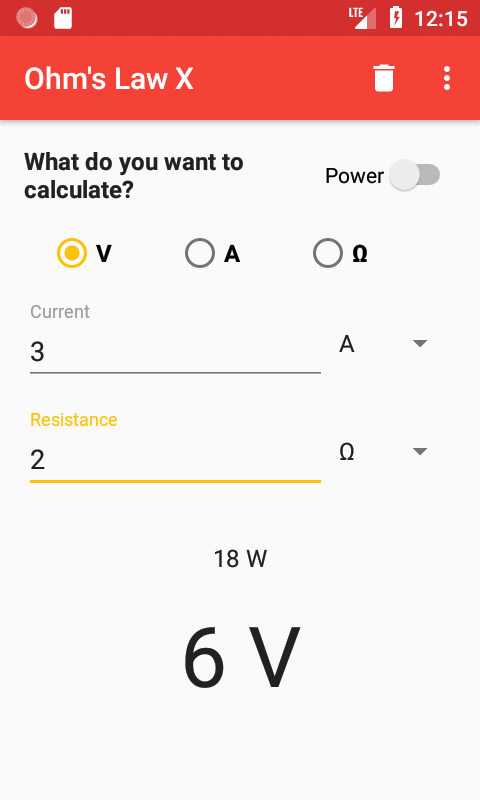 LTE
12:15
Ohm's Law X
What do you want to
calculate?
Power
V
A
Ω
Current
3
A
Resistance
2
Ω
18 W
6 V